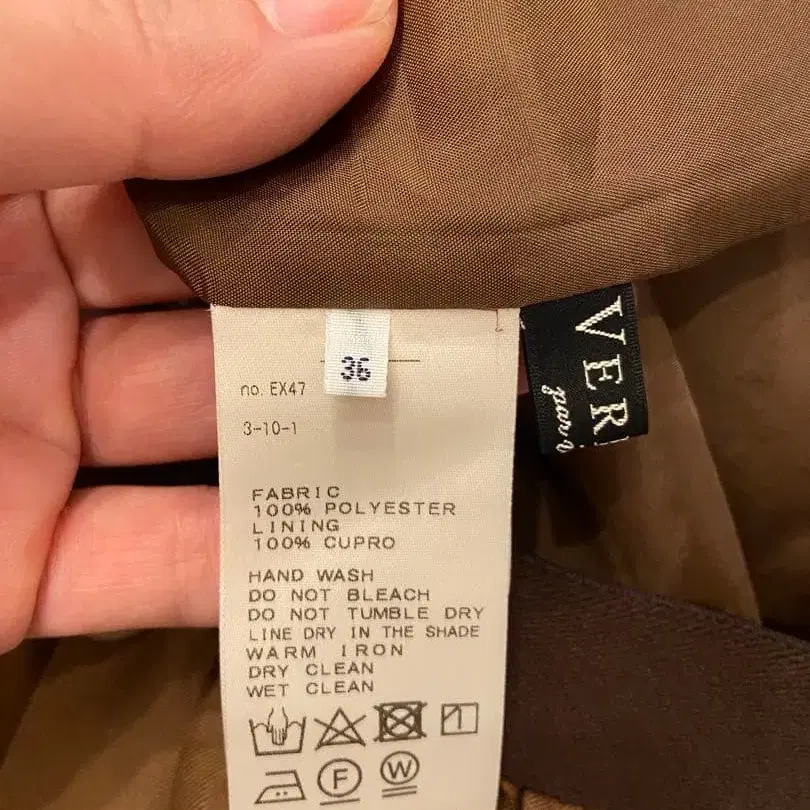 36
no. EX47
3-10-1
FABRIC
100% POLYESTER
LINING
100% CUPRO
HAND WASH
DO NOT BLEACH
DO NOT TUMBLE DRY
LINE DRY IN THE SHADE
WARM IRON
DRY CLEAN
WET CLEAN
F
W
VER